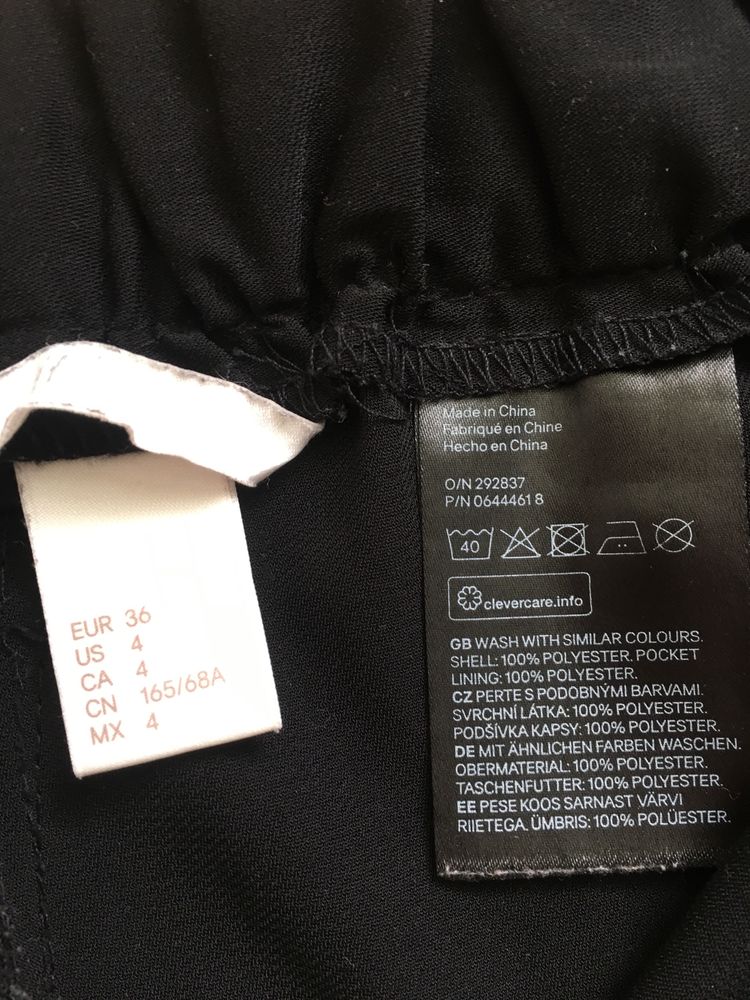 EUR 36
US 4
CA 4
CN 165/68A
MX 4
Made in China
Fabriqué en Chine
Hecho en China
O/N 292837
P/N 0644461 8
40
clevercare.info
GB WASH WITH SIMILAR COLOURS.
SHELL: 100% POLYESTER. POCKET
LINING: 100% POLYESTER.
CZ PERTE S PODOBNÝMI BARVAMI.
SVRCHNÍ LÁTKA: 100% POLYESTER.
PODŠÍVKA KAPSY: 100% POLYESTER.
DE MIT ÄHNLICHEN FARBEN WASCHEN.
OBERMATERIAL: 100% POLYESTER.
TASCHENFUTTER: 100% POLYESTER.
EE PESE KOOS SARNAST VÄRVI
RIIETEGA. ÜMBRIS: 100% POLÜESTER.